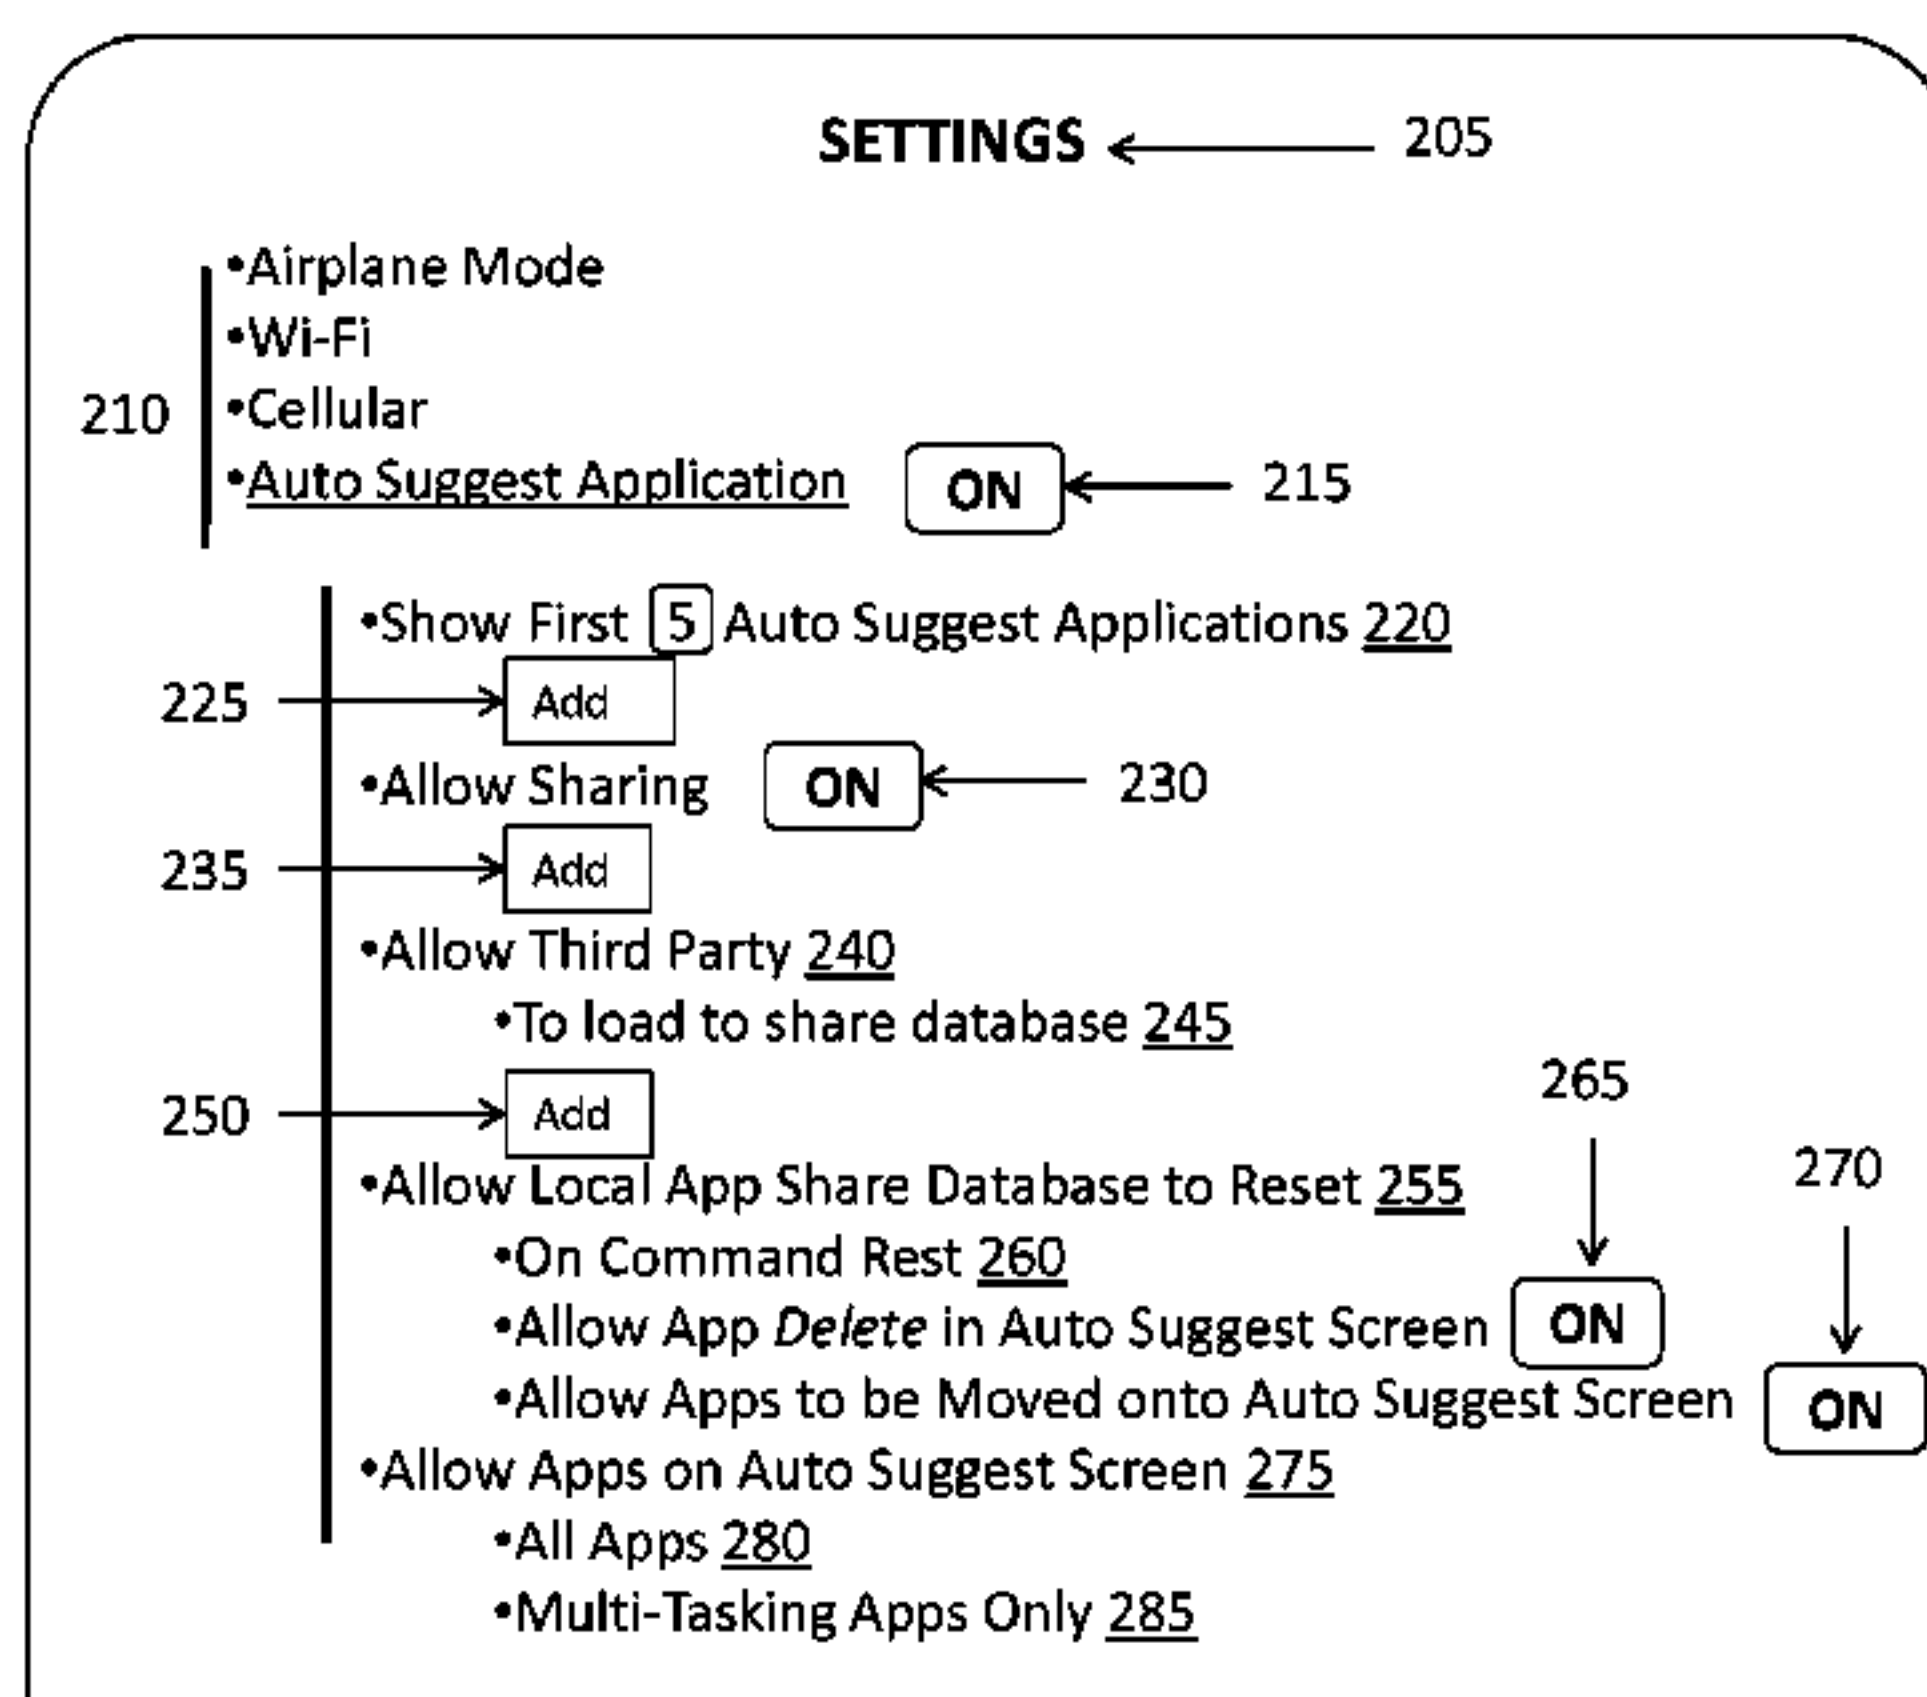 SETTINGS 205
•Airplane Mode
•Wi-Fi
210 •Cellular
•Auto Suggest Application ON 215
•Show First 5 Auto Suggest Applications 220
225 Add
•Allow Sharing ON 230
235 Add
•Allow Third Party 240
•To load to share database 245
265
250 Add
270
•Allow Local App Share Database to Reset 255
•On Command Rest 260
•Allow App Delete in Auto Suggest Screen ON
•Allow Apps to be Moved onto Auto Suggest Screen ON
•Allow Apps on Auto Suggest Screen 275
•All Apps 280
•Multi-Tasking Apps Only 285